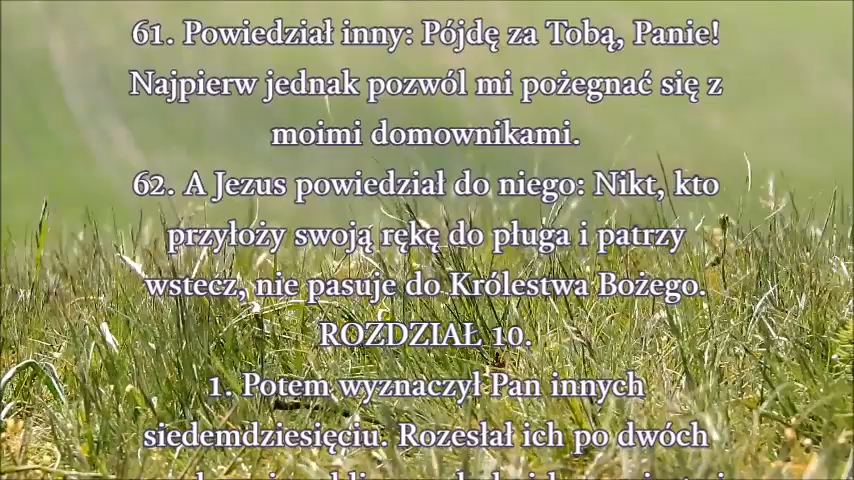 61. Powiedział inny: Pójdę za Tobą, Panie!
Najpierw jednak pozwól mi pożegnać się z
moimi domownikami.
62. A Jezus powiedział do niego: Nikt, kto
przyłoży swoją rękę do pługa i patrzy
wstecz, nie pasuje do Królestwa Bożego.
ROZDZIAŁ 10.
1. Potem wyznaczył Pan innych
siedemdziesięciu. Rozesłał ich po dwóch